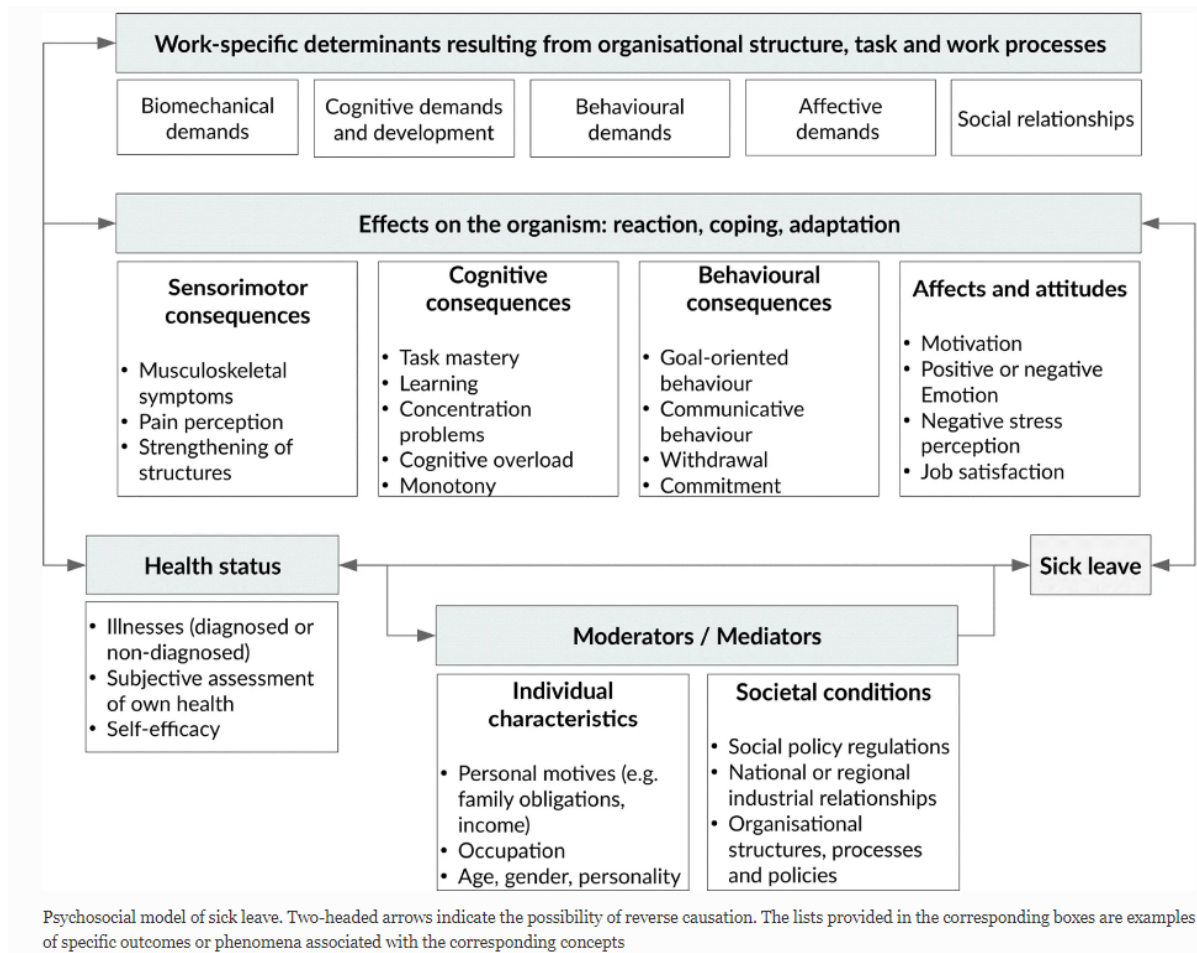 Work-specific determinants resulting from organisational structure, task and work processes
Biomechanical
demands
Cognitive demands
and development
Behavioural
demands
Affective
demands
Social relationships
Effects on the organism: reaction, coping, adaptation
Sensorimotor
consequences
• Musculoskeletal
symptoms
• Pain perception
• Strengthening of
structures
Cognitive
consequences
• Task mastery
• Learning
• Concentration
problems
• Cognitive overload
• Monotony
Behavioural
consequences
• Goal-oriented
behaviour
• Communicative
behaviour
• Withdrawal
• Commitment
Affects and attitudes
• Motivation
• Positive or negative
Emotion
• Negative stress
perception
• Job satisfaction
Health status
• Illnesses (diagnosed or
non-diagnosed)
• Subjective assessment
of own health
• Self-efficacy
Sick leave
Moderators / Mediators
Individual
characteristics
• Personal motives (e.g.
family obligations,
income)
• Occupation
• Age, gender, personality
Societal conditions
• Social policy regulations
• National or regional
industrial relationships
• Organisational
structures, processes
and policies
Psychosocial model of sick leave. Two-headed arrows indicate the possibility of reverse causation. The lists provided in the corresponding boxes are examples
of specific outcomes or phenomena associated with the corresponding concepts